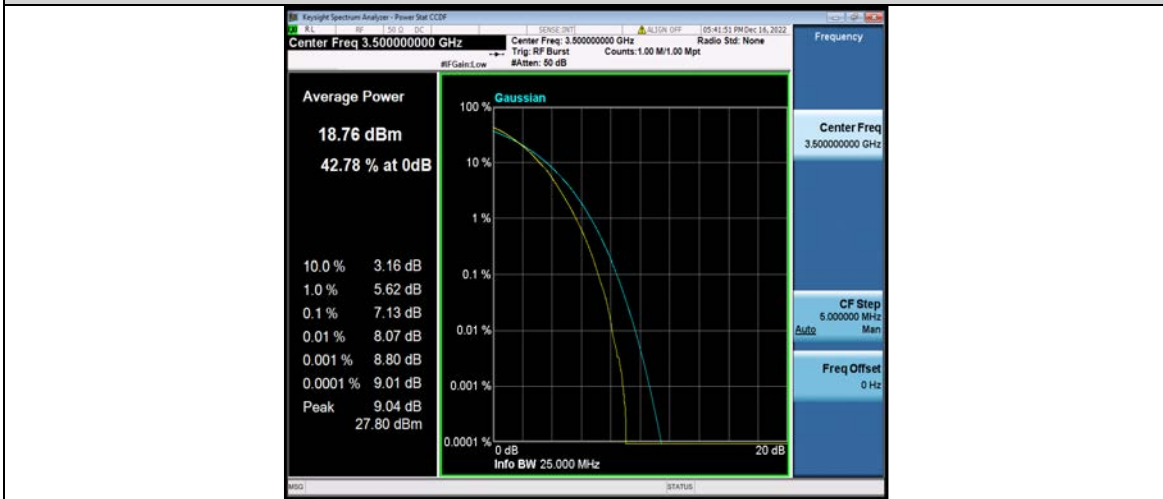 Keysight Spectrum Analyzer - Power Stat CCDF
RL RF 50 Ω DC SENSE:INT ALIGN OFF 05:41:51 PM Dec 16, 2022
Center Freq 3.500000000 GHz
Center Freq: 3.500000000 GHz Radio Std: None
Trig: RF Burst Counts:1.00 M/1.00 Mpt
#IFGain:Low #Atten: 50 dB
Frequency
Average Power
18.76 dBm
42.78 % at 0dB
10.0 % 3.16 dB
1.0 % 5.62 dB
0.1 % 7.13 dB
0.01 % 8.07 dB
0.001 % 8.80 dB
0.0001 % 9.01 dB
Peak 9.04 dB
27.80 dBm
Gaussian
100 %
10 %
1 %
0.1 %
0.01 %
0.001 %
0.0001 %
0 dB 20 dB
Info BW 25.000 MHz
Center Freq
3.500000000 GHz
CF Step
5.000000 MHz
Auto Man
Freq Offset
0 Hz
MSG STATUS